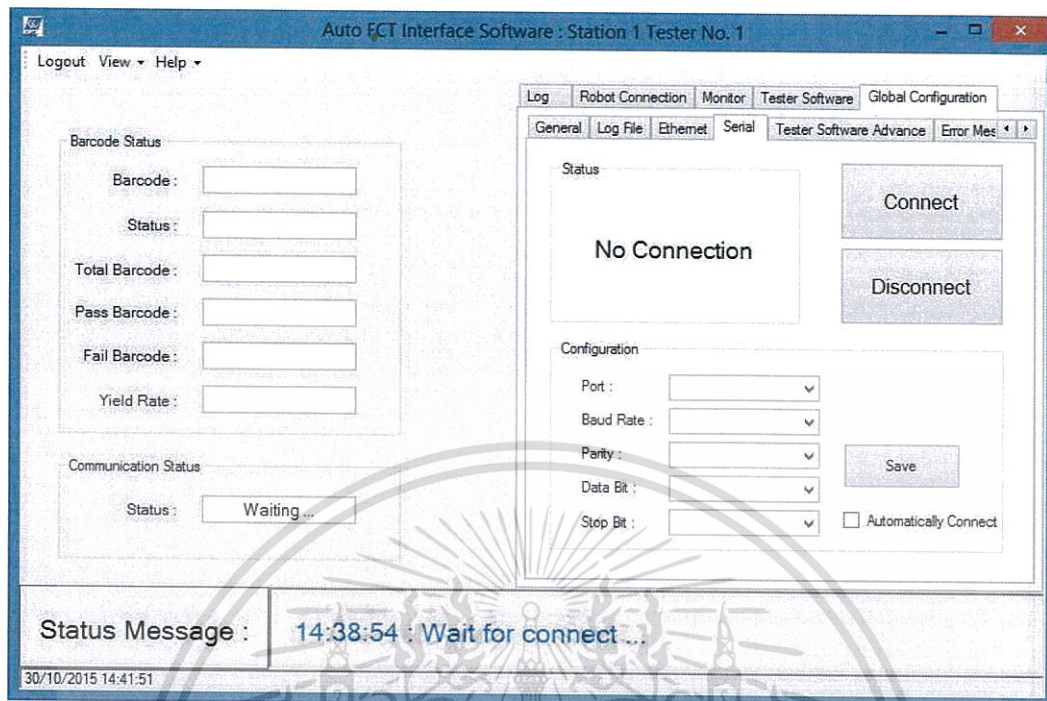 Auto FCT Interface Software : Station 1 Tester No. 1
Logout View Help
Log Robot Connection Monitor Tester Software Global Configuration
General Log File Ethernet Serial Tester Software Advance Error Mes
Barcode Status
Barcode :
Status :
Total Barcode :
Pass Barcode :
Fail Barcode :
Yield Rate :
Communication Status
Status : Waiting ...
Status
No Connection
Connect
Disconnect
Configuration
Port :
Baud Rate :
Parity :
Data Bit :
Stop Bit :
Save
Automatically Connect
Status Message : 14:38:54 : Wait for connect ...
30/10/2015 14:41:51